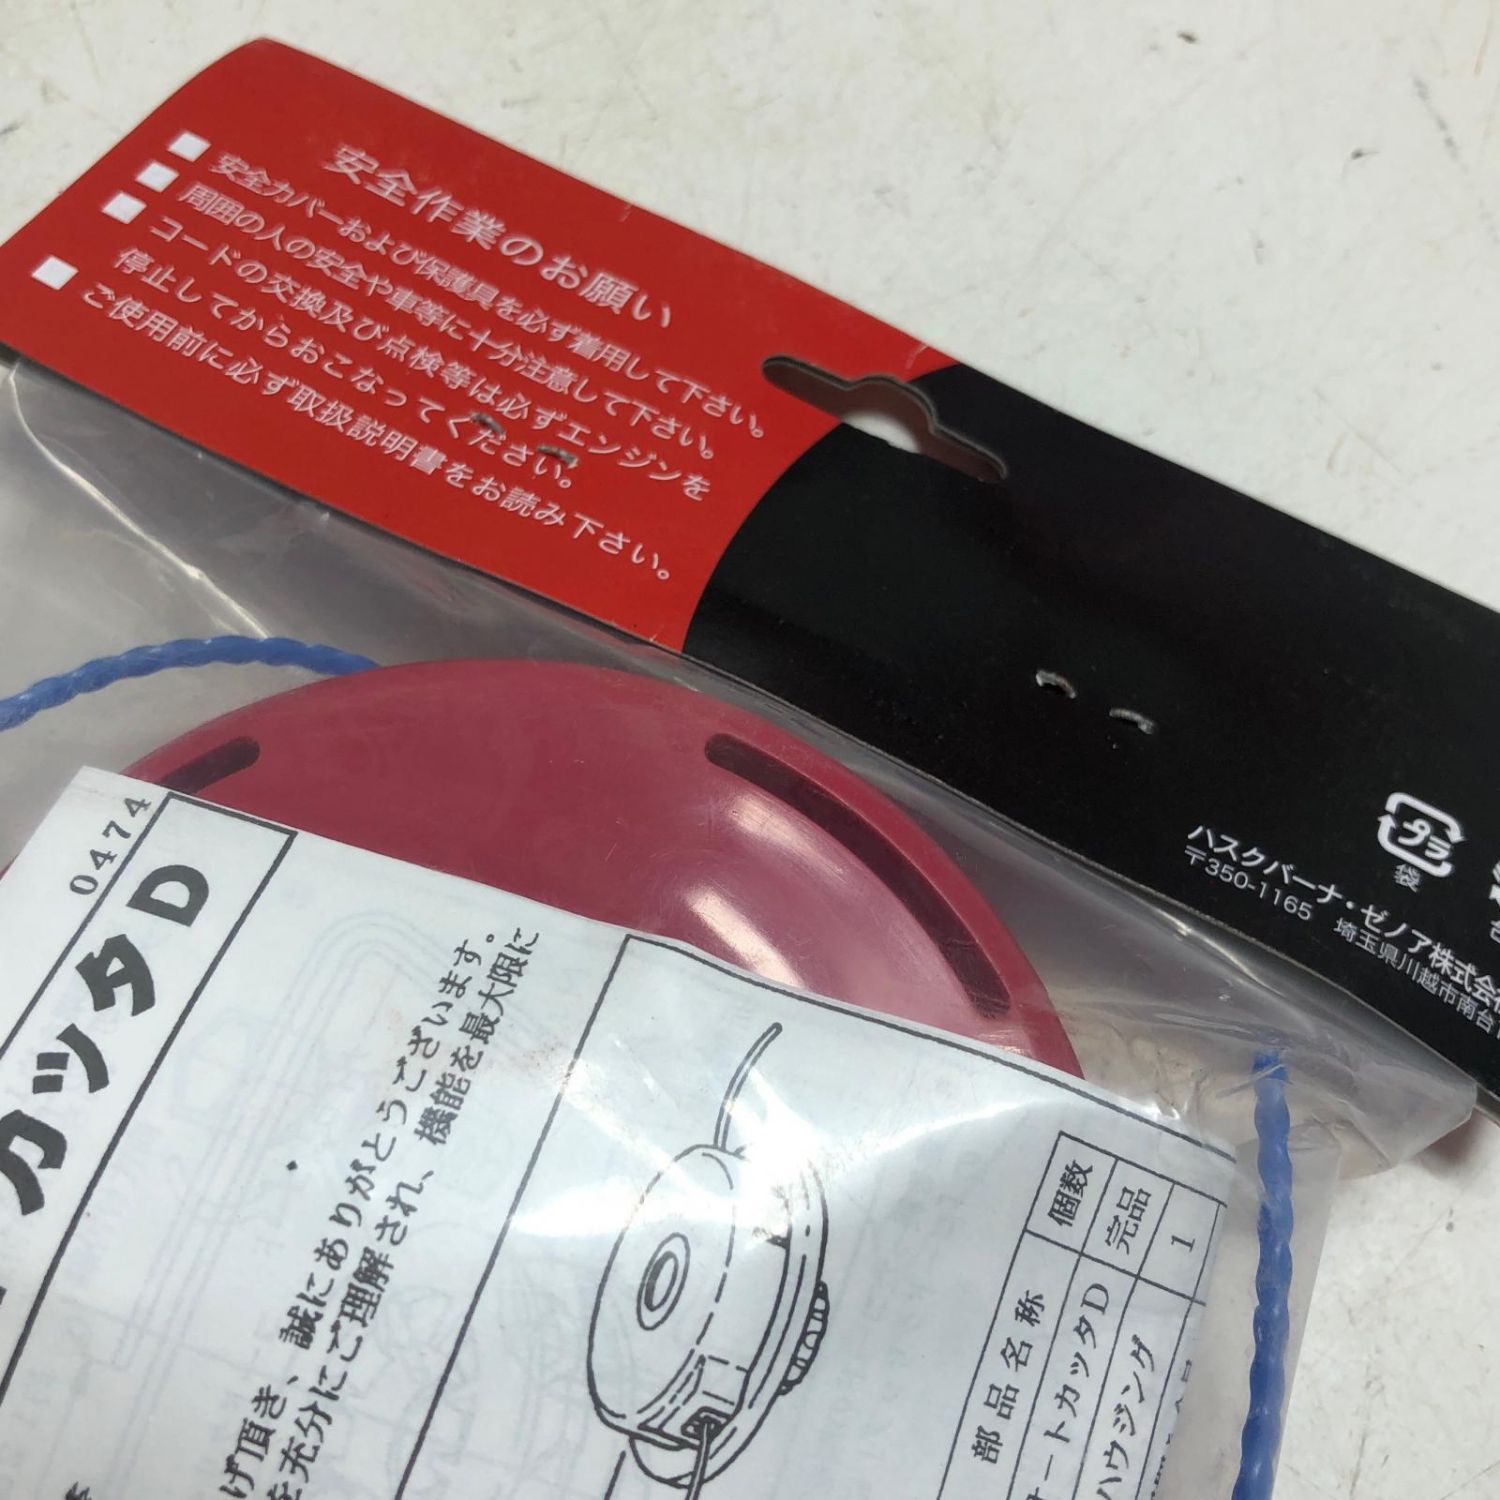 安全作業のお願い
安全カバーおよび保護具を必ず着用して下さい。
周囲の人の安全や車等に十分注意して下さい。
コードの交換及び点検等は必ずエンジンを
停止してからおこなってください。
ご使用前に必ず取扱説明書をお読み下さい。
プラ
袋
ハスクバーナ・ゼノア株式会
〒350-1165 埼玉県川越市南台
0474
カッタD
げ頂き、誠にありがとうございます。
を充分にご理解され、機能を最大限に
部品名称 個数
ートカッタD 完品
ハウジング 1